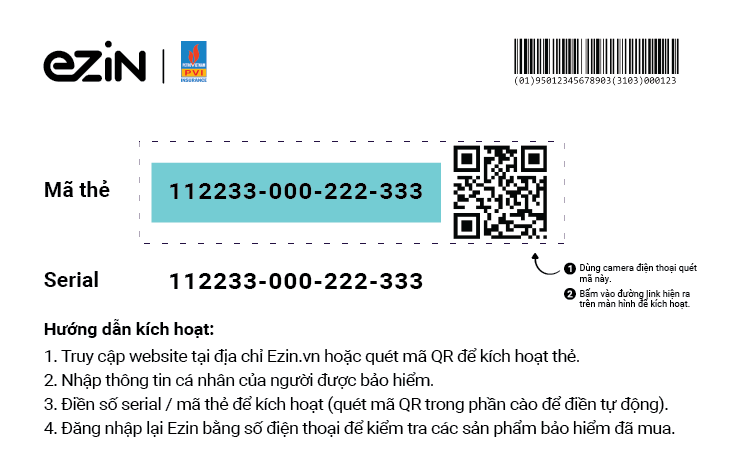 ezin
PETROVIETNAM
PVI
INSURANCE
(01)95012345678903(3103)000123
Mã thẻ
112233-000-222-333
1 Dùng camera điện thoại quét
mã này.
2 Bấm vào đường link hiện ra
trên màn hình để kích hoạt.
Serial
112233-000-222-333
Hướng dẫn kích hoạt:
1. Truy cập website tại địa chỉ Ezin.vn hoặc quét mã QR để kích hoạt thẻ.
2. Nhập thông tin cá nhân của người được bảo hiểm.
3. Điền số serial / mã thẻ để kích hoạt (quét mã QR trong phần cào để điền tự động).
4. Đăng nhập lại Ezin bằng số điện thoại để kiểm tra các sản phẩm bảo hiểm đã mua.